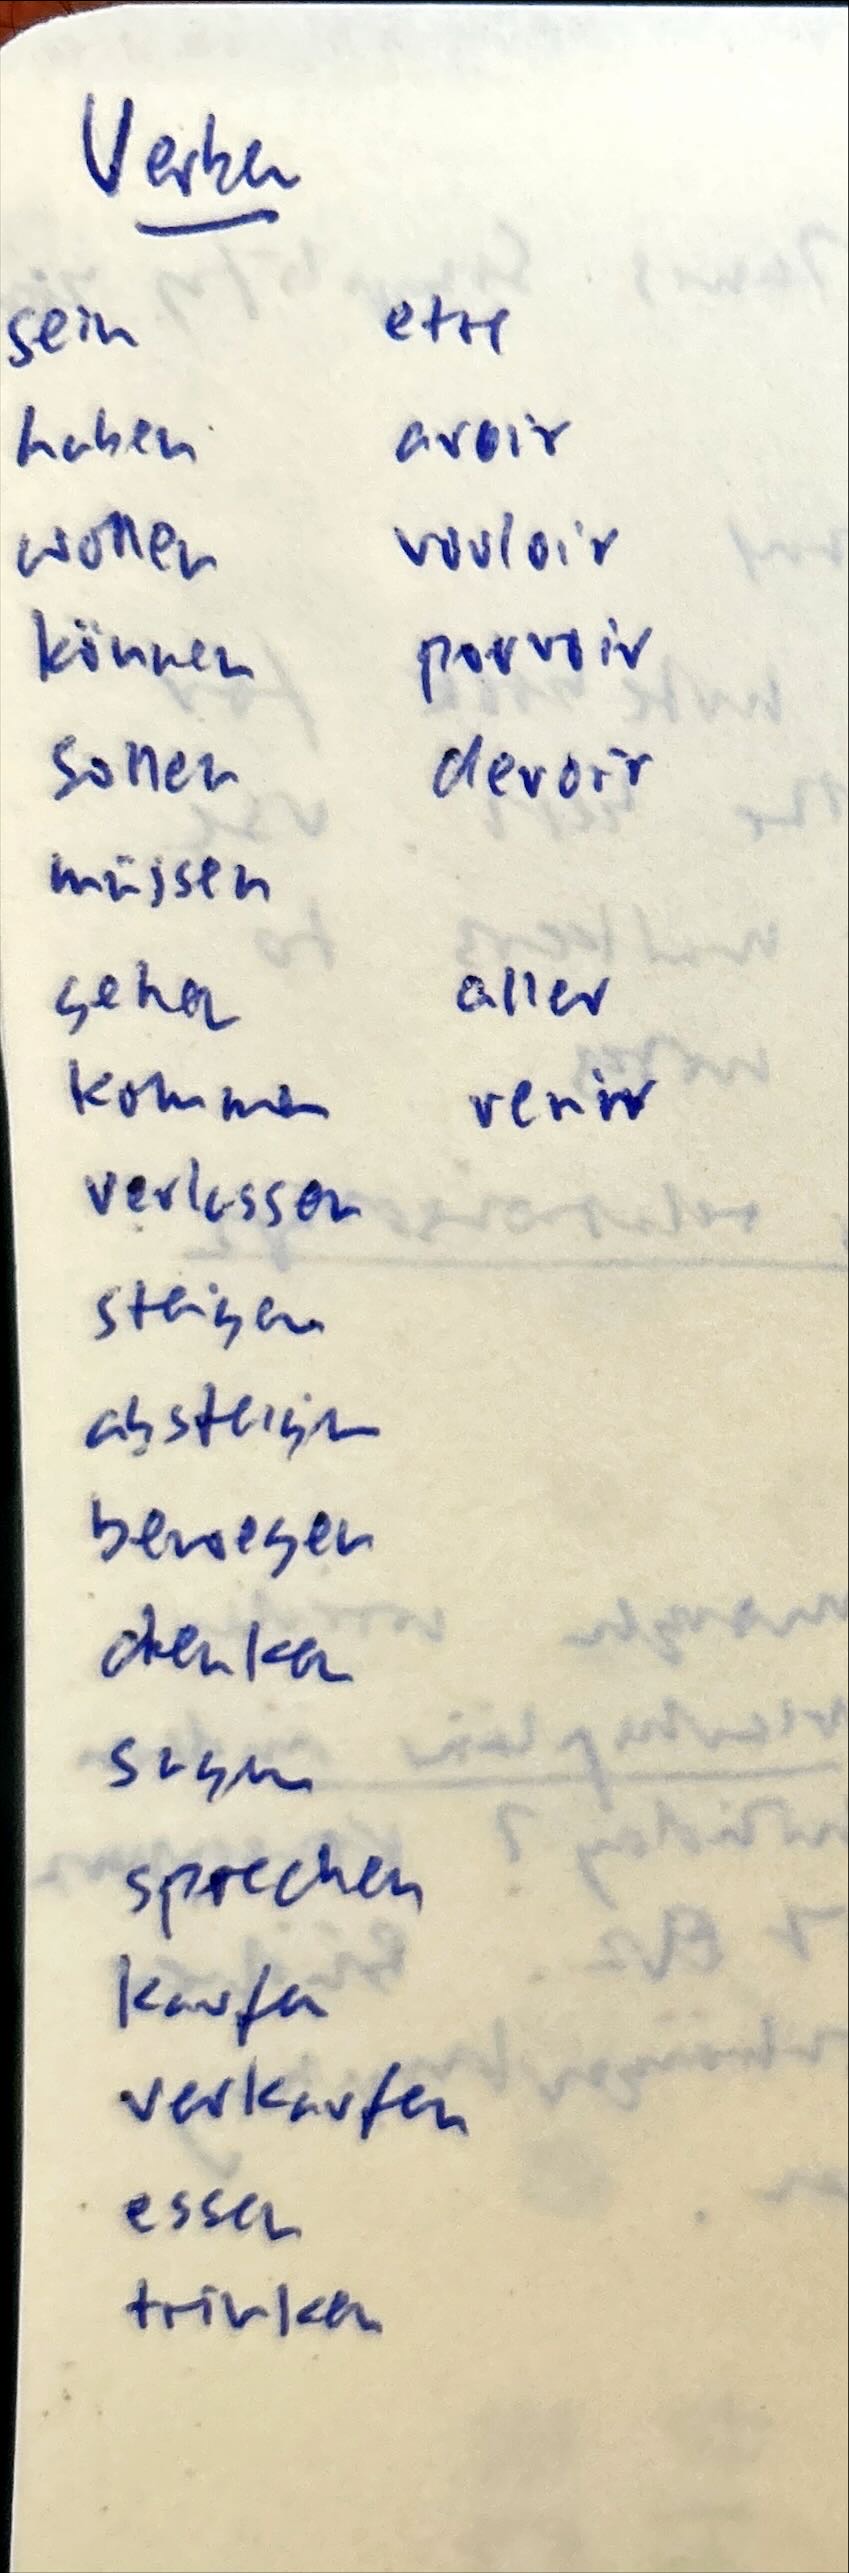 Verben
sein etre
haben avoir
wollen vouloir
können pouvoir
sollen devoir
müssen
gehen aller
kommen venir
verlassen
steigen
absteigen
bewegen
denken
sagen
sprechen
kaufen
verkaufen
essen
trinken